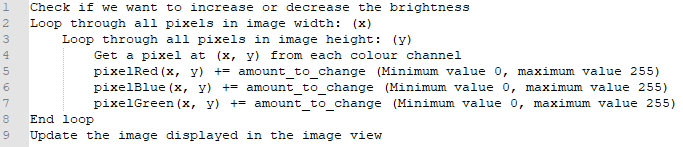 1 Check if we want to increase or decrease the brightness
2 Loop through all pixels in image width: (x)
3 Loop through all pixels in image height: (y)
4 Get a pixel at (x, y) from each colour channel
5 pixelRed(x, y) += amount_to_change (Minimum value 0, maximum value 255)
6 pixelBlue(x, y) += amount_to_change (Minimum value 0, maximum value 255)
7 pixelGreen(x, y) += amount_to_change (Minimum value 0, maximum value 255)
8 End loop
9 Update the image displayed in the image view